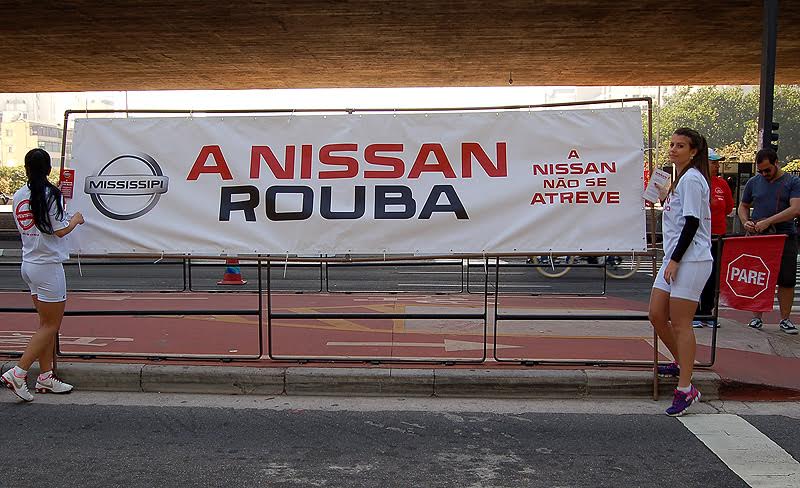 MISSISSIPI
A NISSAN
ROUBA
A
NISSAN
NÃO SE
ATREVE
PARE